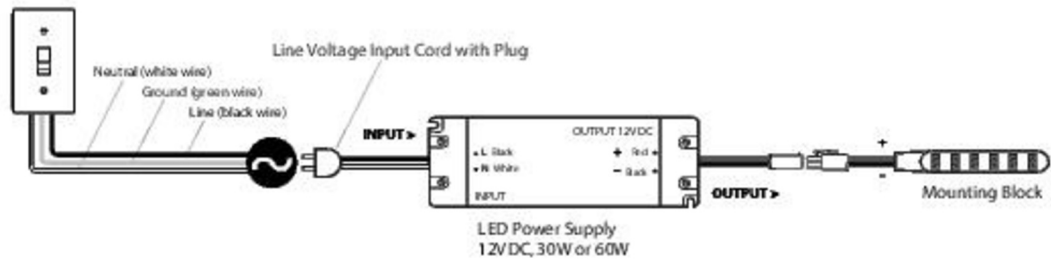 Line Voltage Input Cord with Plug
Neutral (white wire)
Ground (green wire)
Line (black wire)
INPUT >
OUTPUT 12VDC
L Black
N White
+ Red
− Black
INPUT
OUTPUT >
+
-
Mounting Block
LED Power Supply
12VDC, 30W or 60W